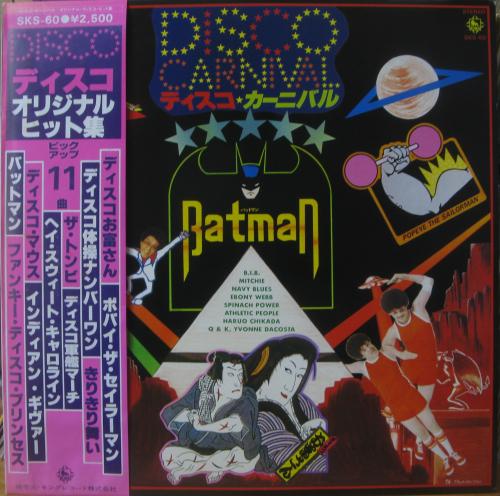 SKS-60●¥2,500
DISCO
ディスコ
オリジナル
ヒット集
ピック
アップ
11
曲
ディスコお富さん
ポパイ・ザ・セイラーマン
ディスコ体操ナンバーワン
きりきり舞い
ザ・トンビ
ディスコ軍艦マーチ
ヘイ・スウィート・キャロライン
ディスコ・マウス
インディアン・ギヴァー
バットマン
ファンキー・ディスコ・プリンセス
DISCO
CARNIVAL
ディスコ★カーニバル
STEREO
SKS-60
バットマン
Batman
B.I.B.
MITCHIE
NAVY BLUES
EBONY WEBB
SPINACH POWER
ATHLETIC PEOPLE
HARUO CHIKADA
Q & K, YVONNE DACOSTA
POPEYE THE SAILORMAN